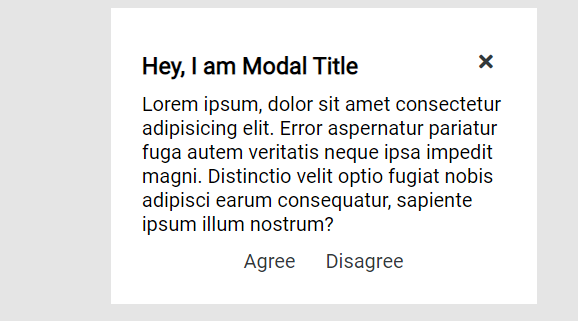 Hey, I am Modal Title
Lorem ipsum, dolor sit amet consectetur
adipisicing elit. Error aspernatur pariatur
fuga autem veritatis neque ipsa impedit
magni. Distinctio velit optio fugiat nobis
adipisci earum consequatur, sapiente
ipsum illum nostrum?
Agree Disagree